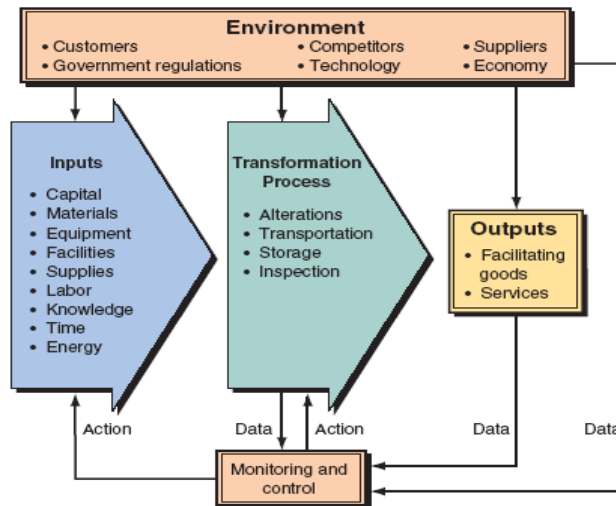 Environment
• Customers • Competitors • Suppliers
• Government regulations • Technology • Economy
Inputs
• Capital
• Materials
• Equipment
• Facilities
• Supplies
• Labor
• Knowledge
• Time
• Energy
Transformation
Process
• Alterations
• Transportation
• Storage
• Inspection
Outputs
• Facilitating
goods
• Services
Action Data Action Data Data
Monitoring and
control